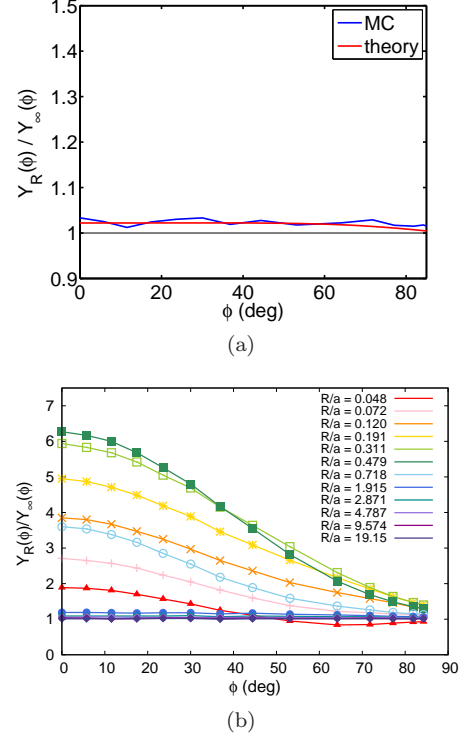 1.5
1.4
1.3
1.2
1.1
1
0.9
Y_R(ϕ) / Y_∞(ϕ)
MC
theory
0 20 40 60 80
ϕ (deg)
(a)
7
6
5
4
3
2
1
0
Y_R(ϕ)/Y_∞(ϕ)
R/a = 0.048
R/a = 0.072
R/a = 0.120
R/a = 0.191
R/a = 0.311
R/a = 0.479
R/a = 0.718
R/a = 1.915
R/a = 2.871
R/a = 4.787
R/a = 9.574
R/a = 19.15
0 10 20 30 40 50 60 70 80 90
ϕ (deg)
(b)